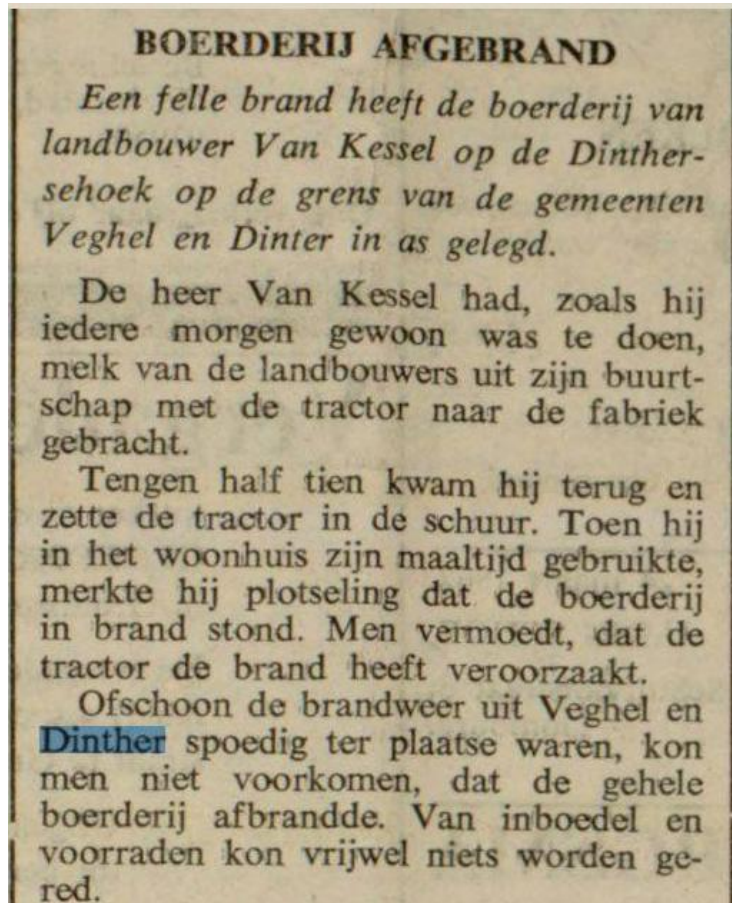 BOERDERIJ AFGEBRAND
Een felle brand heeft de boerderij van
landbouwer Van Kessel op de Dinther-
sehoek op de grens van de gemeenten
Veghel en Dinter in as gelegd.
De heer Van Kessel had, zoals hij
iedere morgen gewoon was te doen,
melk van de landbouwers uit zijn buurt-
schap met de tractor naar de fabriek
gebracht.
Tengen half tien kwam hij terug en
zette de tractor in de schuur. Toen hij
in het woonhuis zijn maaltijd gebruikte,
merkte hij plotseling dat de boerderij
in brand stond. Men vermoedt, dat de
tractor de brand heeft veroorzaakt.
Ofschoon de brandweer uit Veghel en
Dinther spoedig ter plaatse waren, kon
men niet voorkomen, dat de gehele
boerderij afbrandde. Van inboedel en
voorraden kon vrijwel niets worden ge-
red.